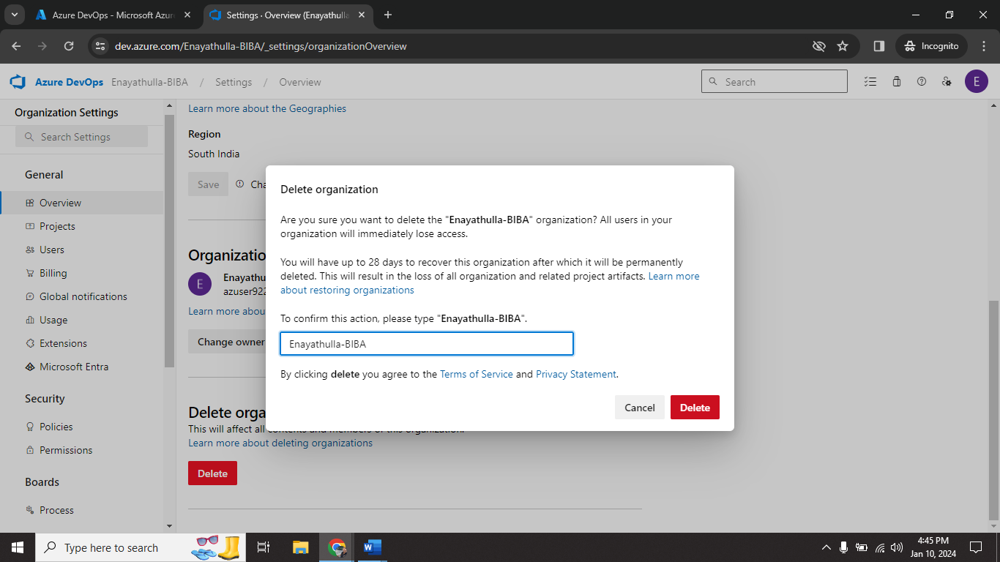 Azure DevOps - Microsoft Azur
Settings · Overview (Enayathulla
dev.azure.com/Enayathulla-BIBA/_settings/organizationOverview
Incognito
Azure DevOps Enayathulla-BIBA / Settings / Overview
Search
E
Organization Settings
Search Settings
General
Overview
Projects
Users
Billing
Global notifications
Usage
Extensions
Microsoft Entra
Security
Policies
Permissions
Boards
Process
Learn more about the Geographies
Region
South India
Save
Cha
Organizatio
E
Enayathu
azuser922
Learn more abou
Change owner
Delete orga
This will affect all contents and members of this organization.
Learn more about deleting organizations
Delete
Delete organization
Are you sure you want to delete the "Enayathulla-BIBA" organization? All users in your
organization will immediately lose access.
You will have up to 28 days to recover this organization after which it will be permanently
deleted. This will result in the loss of all organization and related project artifacts. Learn more
about restoring organizations
To confirm this action, please type "Enayathulla-BIBA".
Enayathulla-BIBA
By clicking delete you agree to the Terms of Service and Privacy Statement.
Cancel
Delete
Type here to search
4:45 PM
Jan 10, 2024